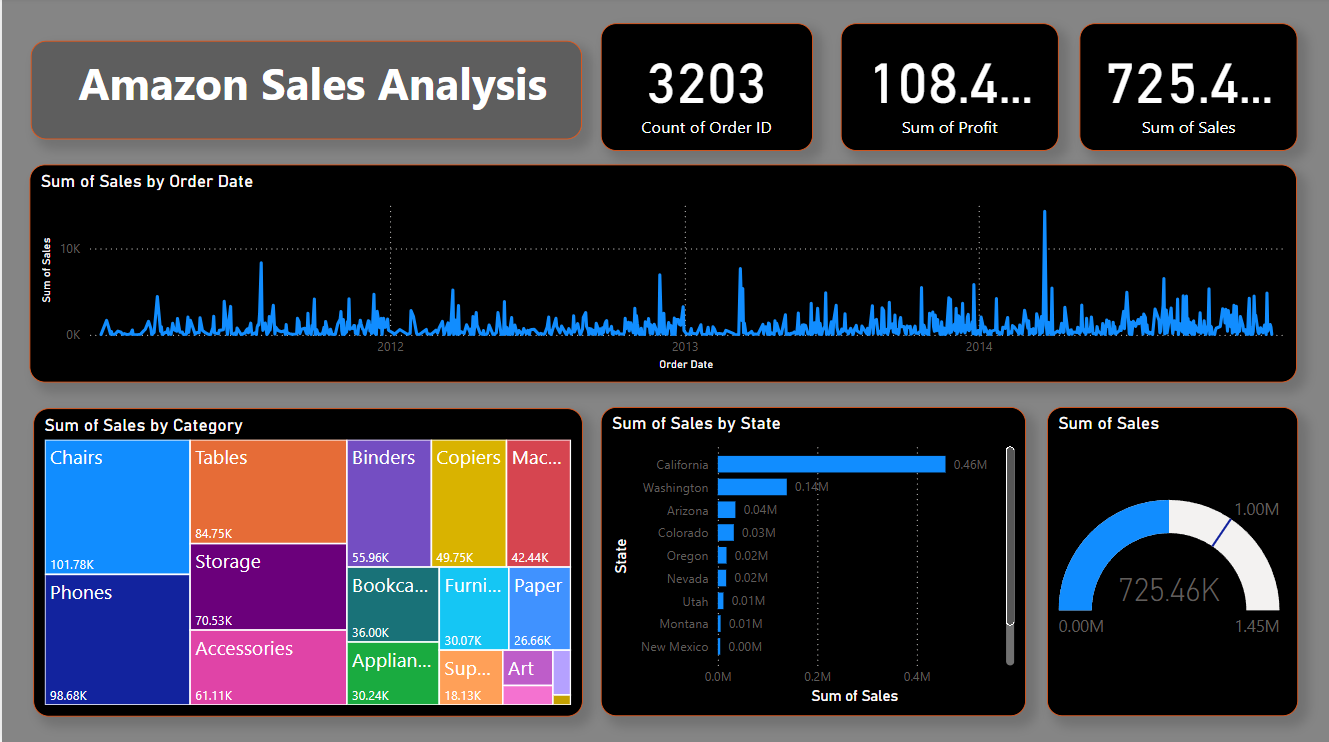 Amazon Sales Analysis
3203
Count of Order ID
108.4...
Sum of Profit
725.4...
Sum of Sales
Sum of Sales by Order Date
Sum of Sales
10K
0K
2012
2013
2014
Order Date
Sum of Sales by Category
Chairs
101.78K
Phones
98.68K
Tables
84.75K
Storage
70.53K
Accessories
61.11K
Binders
55.96K
Copiers
49.75K
Mac...
42.44K
Bookca...
36.00K
Furni...
30.07K
Paper
26.66K
Applian...
30.24K
Sup...
18.13K
Art
Sum of Sales by State
State
California 0.46M
Washington 0.14M
Arizona 0.04M
Colorado 0.03M
Oregon 0.02M
Nevada 0.02M
Utah 0.01M
Montana 0.01M
New Mexico 0.00M
0.0M 0.2M 0.4M
Sum of Sales
Sum of Sales
1.00M
725.46K
0.00M 1.45M